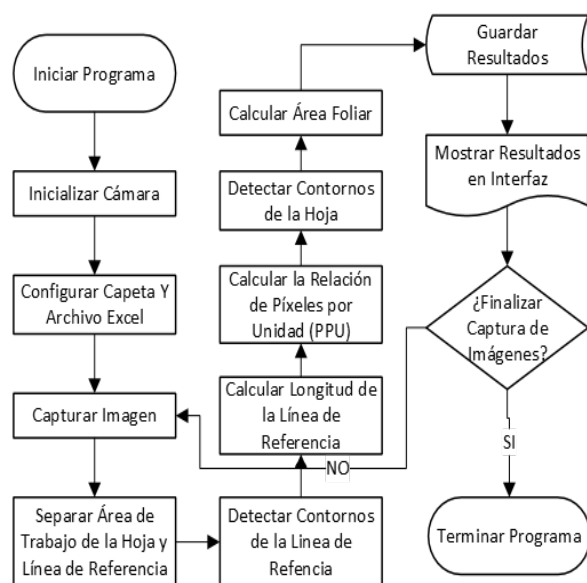 Iniciar Programa
Inicializar Cámara
Configurar Capeta Y
Archivo Excel
Capturar Imagen
Separar Área de
Trabajo de la Hoja y
Línea de Referencia
Detectar Contornos
de la Linea de
Refencia
Calcular Longitud de
la Línea de
Referencia
Calcular la Relación
de Píxeles por
Unidad (PPU)
Detectar Contornos
de la Hoja
Calcular Área Foliar
Guardar
Resultados
Mostrar Resultados
en Interfaz
¿Finalizar
Captura de
Imágenes?
NO
SI
Terminar Programa